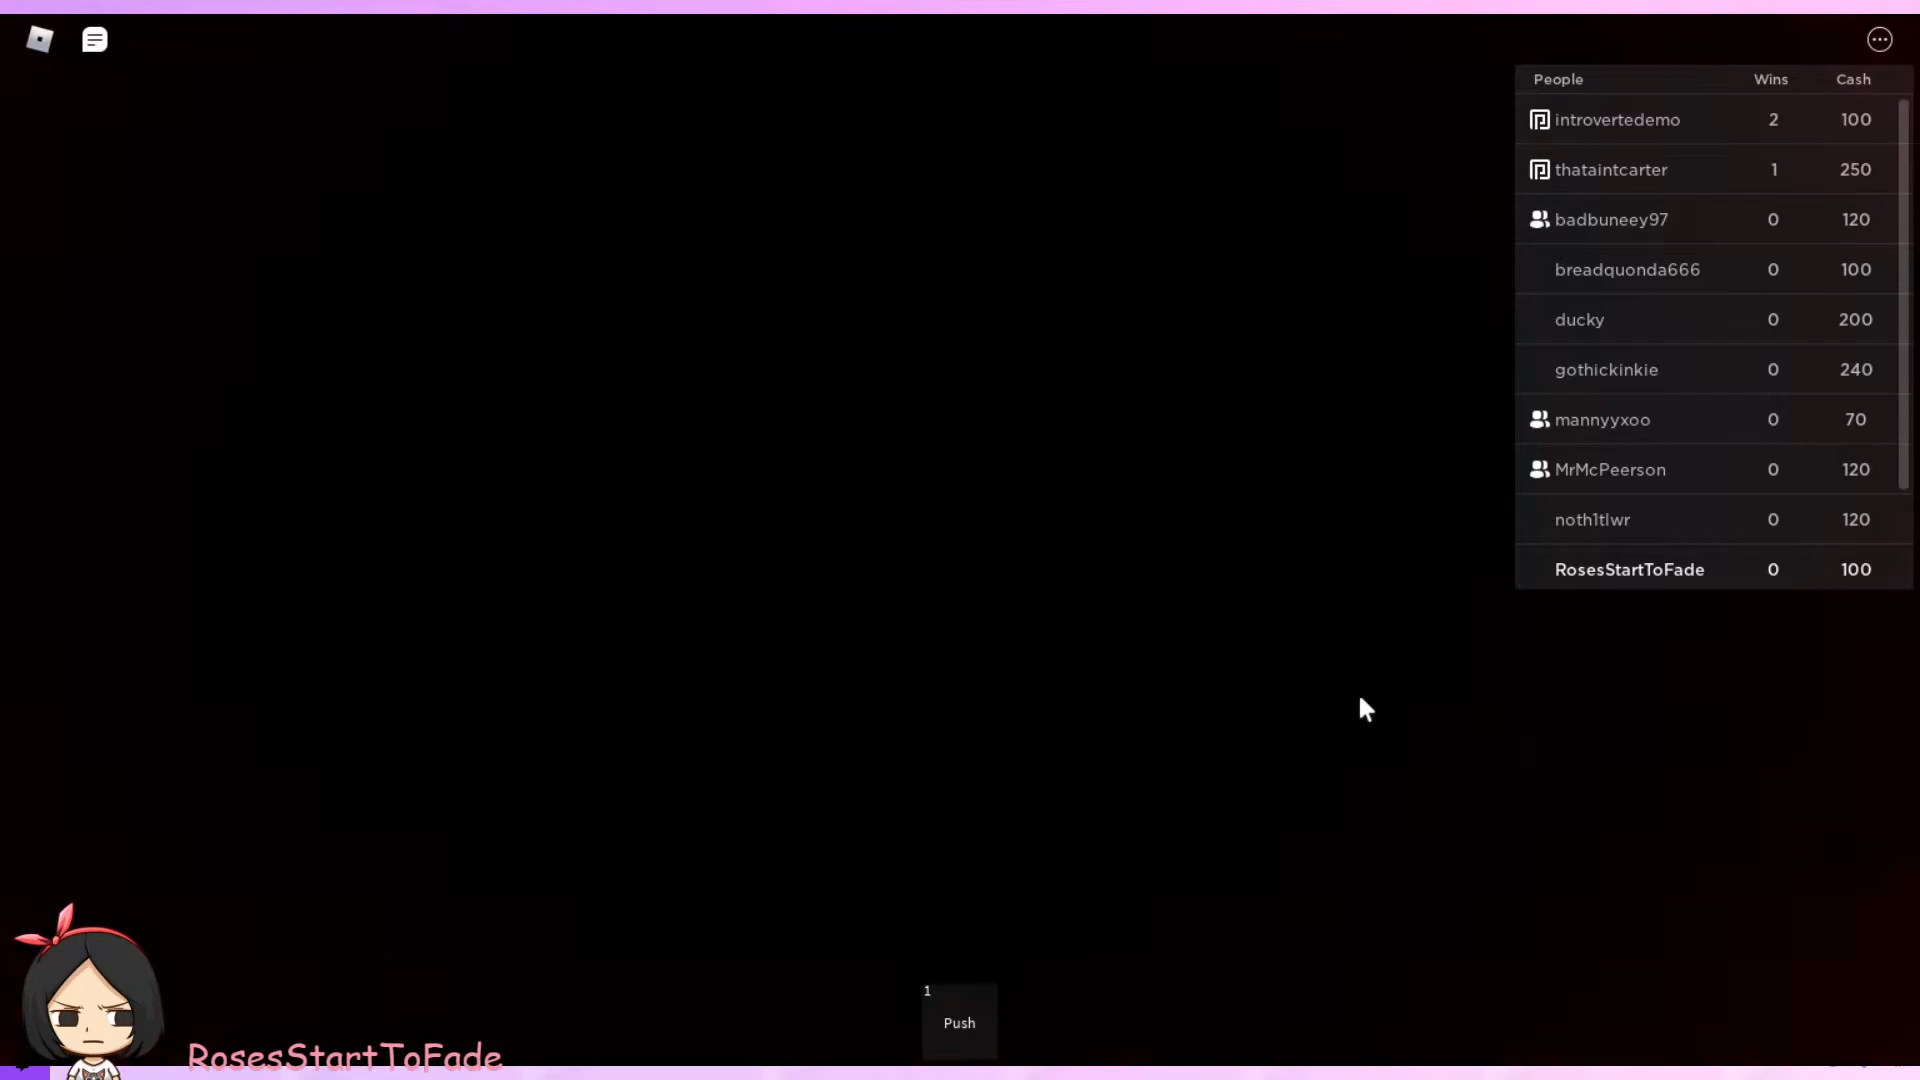 People Wins Cash
introvertedemo 2 100
thataintcarter 1 250
badbuneey97 0 120
breadquonda666 0 100
ducky 0 200
gothickinkie 0 240
mannyyxoo 0 70
MrMcPeerson 0 120
noth1tlwr 0 120
RosesStartToFade 0 100
1
Push
RosesStartToFade